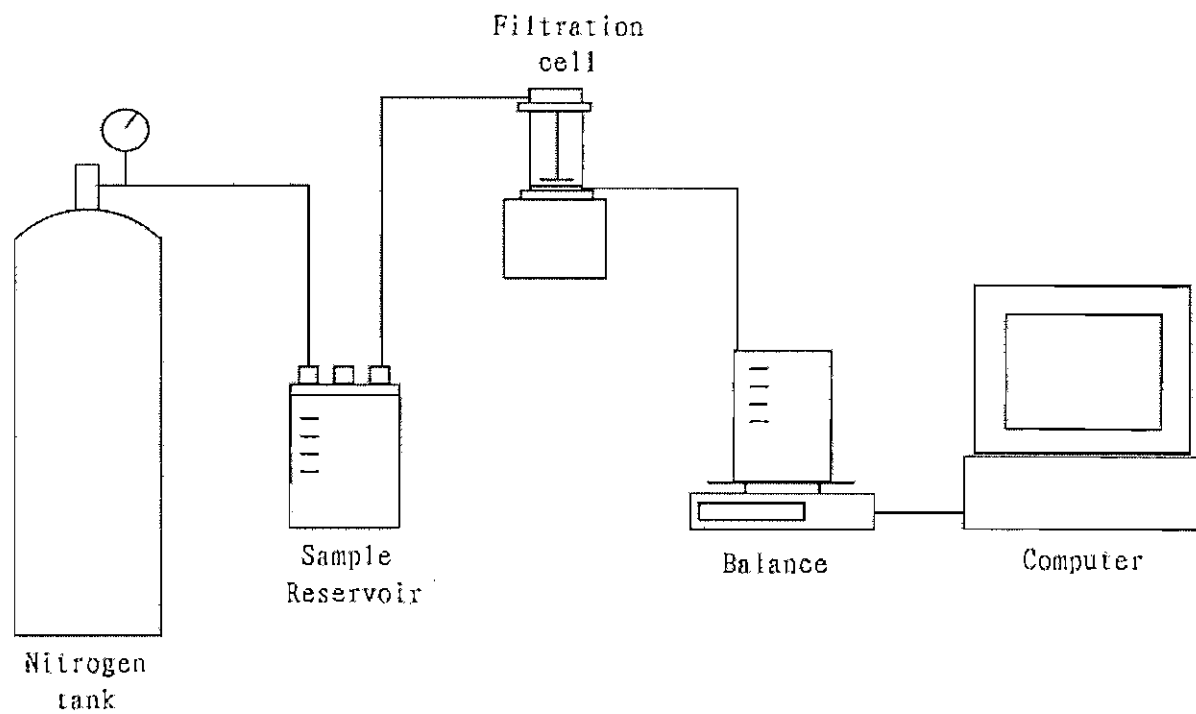 Filtration
cell
Sample
Reservoir
Balance
Computer
Nitrogen
tank